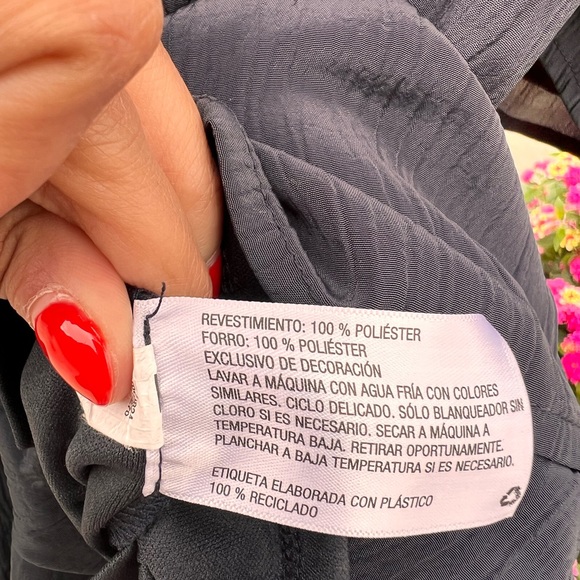 REVESTIMIENTO: 100 % POLIÉSTER
FORRO: 100 % POLIÉSTER
EXCLUSIVO DE DECORACIÓN
LAVAR A MÁQUINA CON AGUA FRÍA CON COLORES
SIMILARES. CICLO DELICADO. SÓLO BLANQUEADOR SIN
CLORO SI ES NECESARIO. SECAR A MÁQUINA A
TEMPERATURA BAJA. RETIRAR OPORTUNAMENTE.
PLANCHAR A BAJA TEMPERATURA SI ES NECESARIO.
ETIQUETA ELABORADA CON PLÁSTICO
100 % RECICLADO